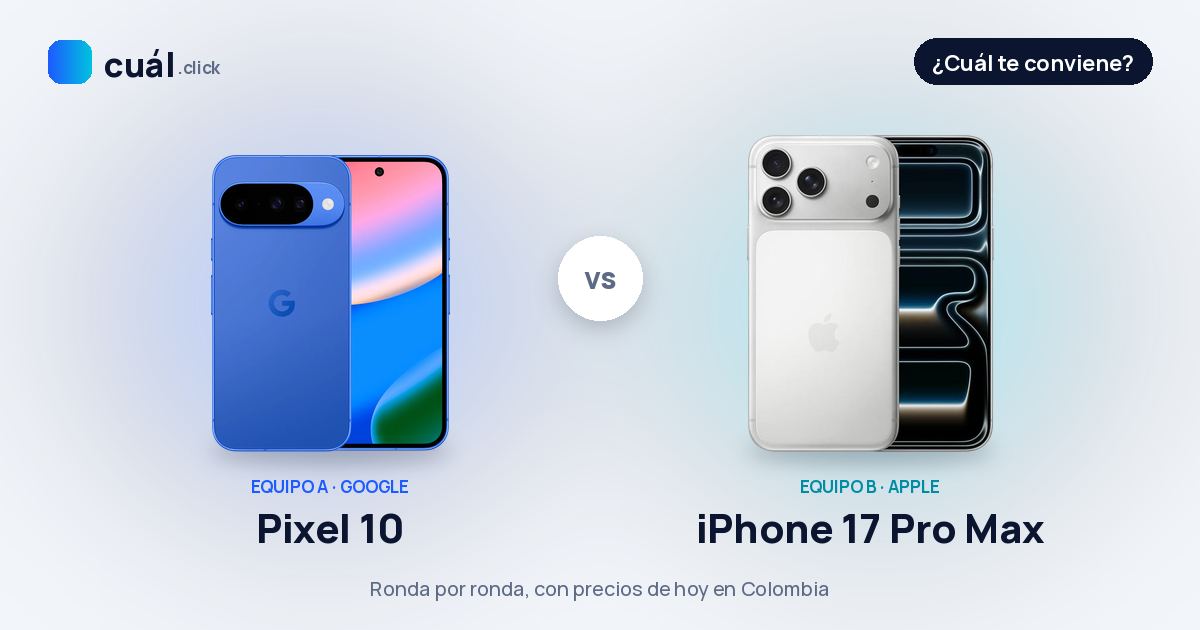 cuál.click
¿Cuál te conviene?
VS
EQUIPO A · GOOGLE
Pixel 10
EQUIPO B · APPLE
iPhone 17 Pro Max
Ronda por ronda, con precios de hoy en Colombia